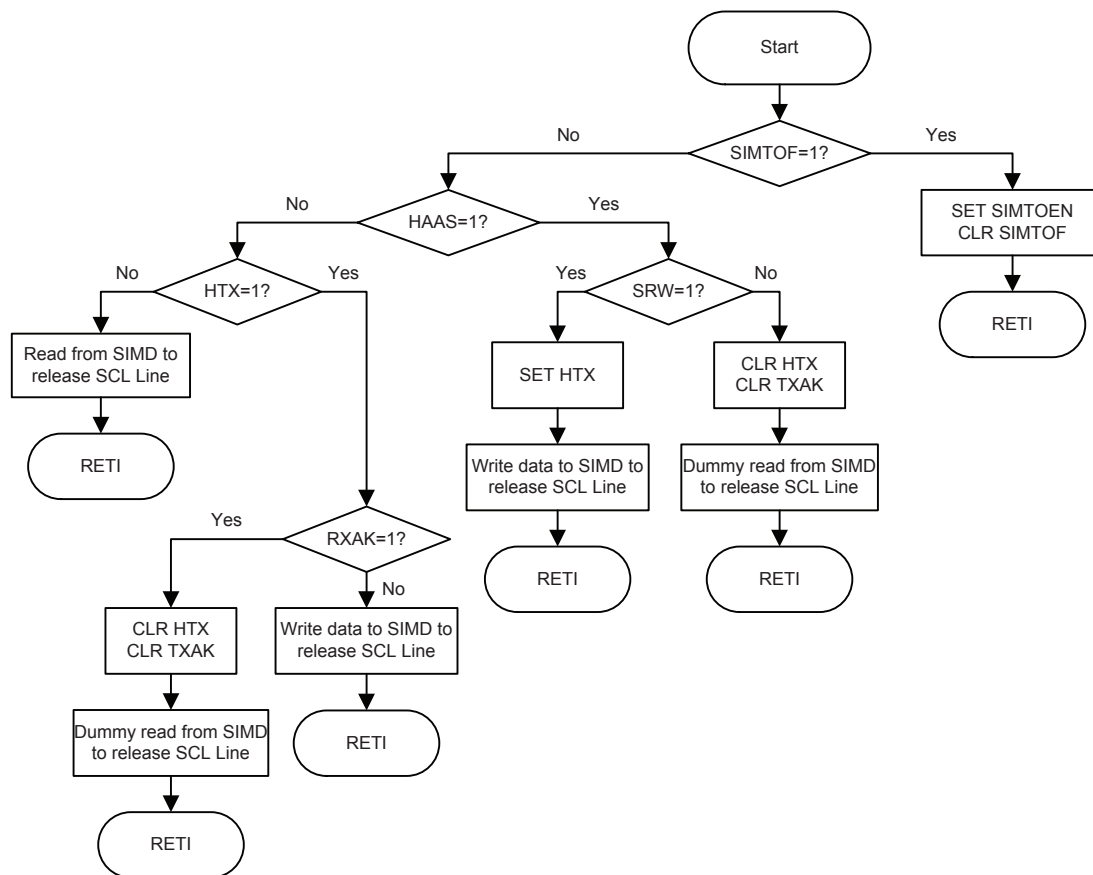 Start
No
Yes
SIMTOF=1?
No
Yes
HAAS=1?
SET SIMTOEN
CLR SIMTOF
No
Yes
HTX=1?
Yes
No
SRW=1?
RETI
Read from SIMD to
release SCL Line
SET HTX
CLR HTX
CLR TXAK
RETI
Write data to SIMD to
release SCL Line
Dummy read from SIMD
to release SCL Line
Yes
RXAK=1?
No
RETI
RETI
CLR HTX
CLR TXAK
Write data to SIMD to
release SCL Line
Dummy read from SIMD
to release SCL Line
RETI
RETI